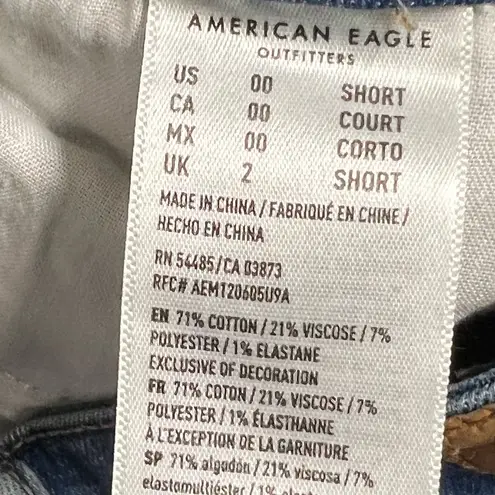 AMERICAN EAGLE
OUTFITTERS
US 00 SHORT
CA 00 COURT
MX 00 CORTO
UK 2 SHORT
MADE IN CHINA / FABRIQUÉ EN CHINE /
HECHO EN CHINA
RN 54485/CA 03873
RFC# AEM120605U9A
EN 71% COTTON / 21% VISCOSE / 7%
POLYESTER / 1% ELASTANE
EXCLUSIVE OF DECORATION
FR 71% COTON / 21% VISCOSE / 7%
POLYESTER / 1% ÉLASTHANNE
À L'EXCEPTION DE LA GARNITURE
SP 71% algodón / 21% viscosa / 7%
elastomultiéster / 1%